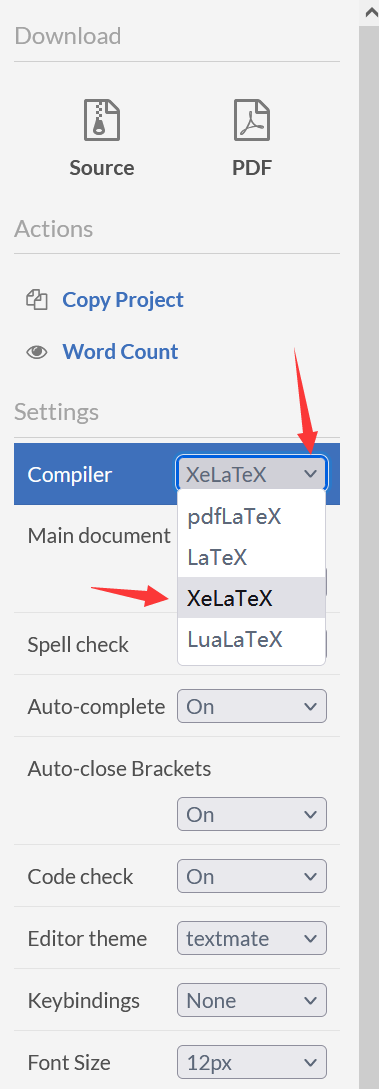 Download
Source PDF
Actions
Copy Project
Word Count
Settings
Compiler XeLaTeX
pdfLaTeX
Main document
LaTeX
XeLaTeX
Spell check LuaLaTeX
Auto-complete On
Auto-close Brackets
On
Code check On
Editor theme textmate
Keybindings None
Font Size 12px